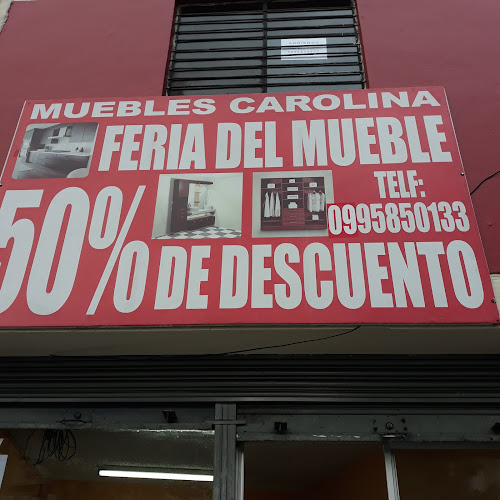 MUEBLES CAROLINA
FERIA DEL MUEBLE
TELF:
0995850133
50% DE DESCUENTO